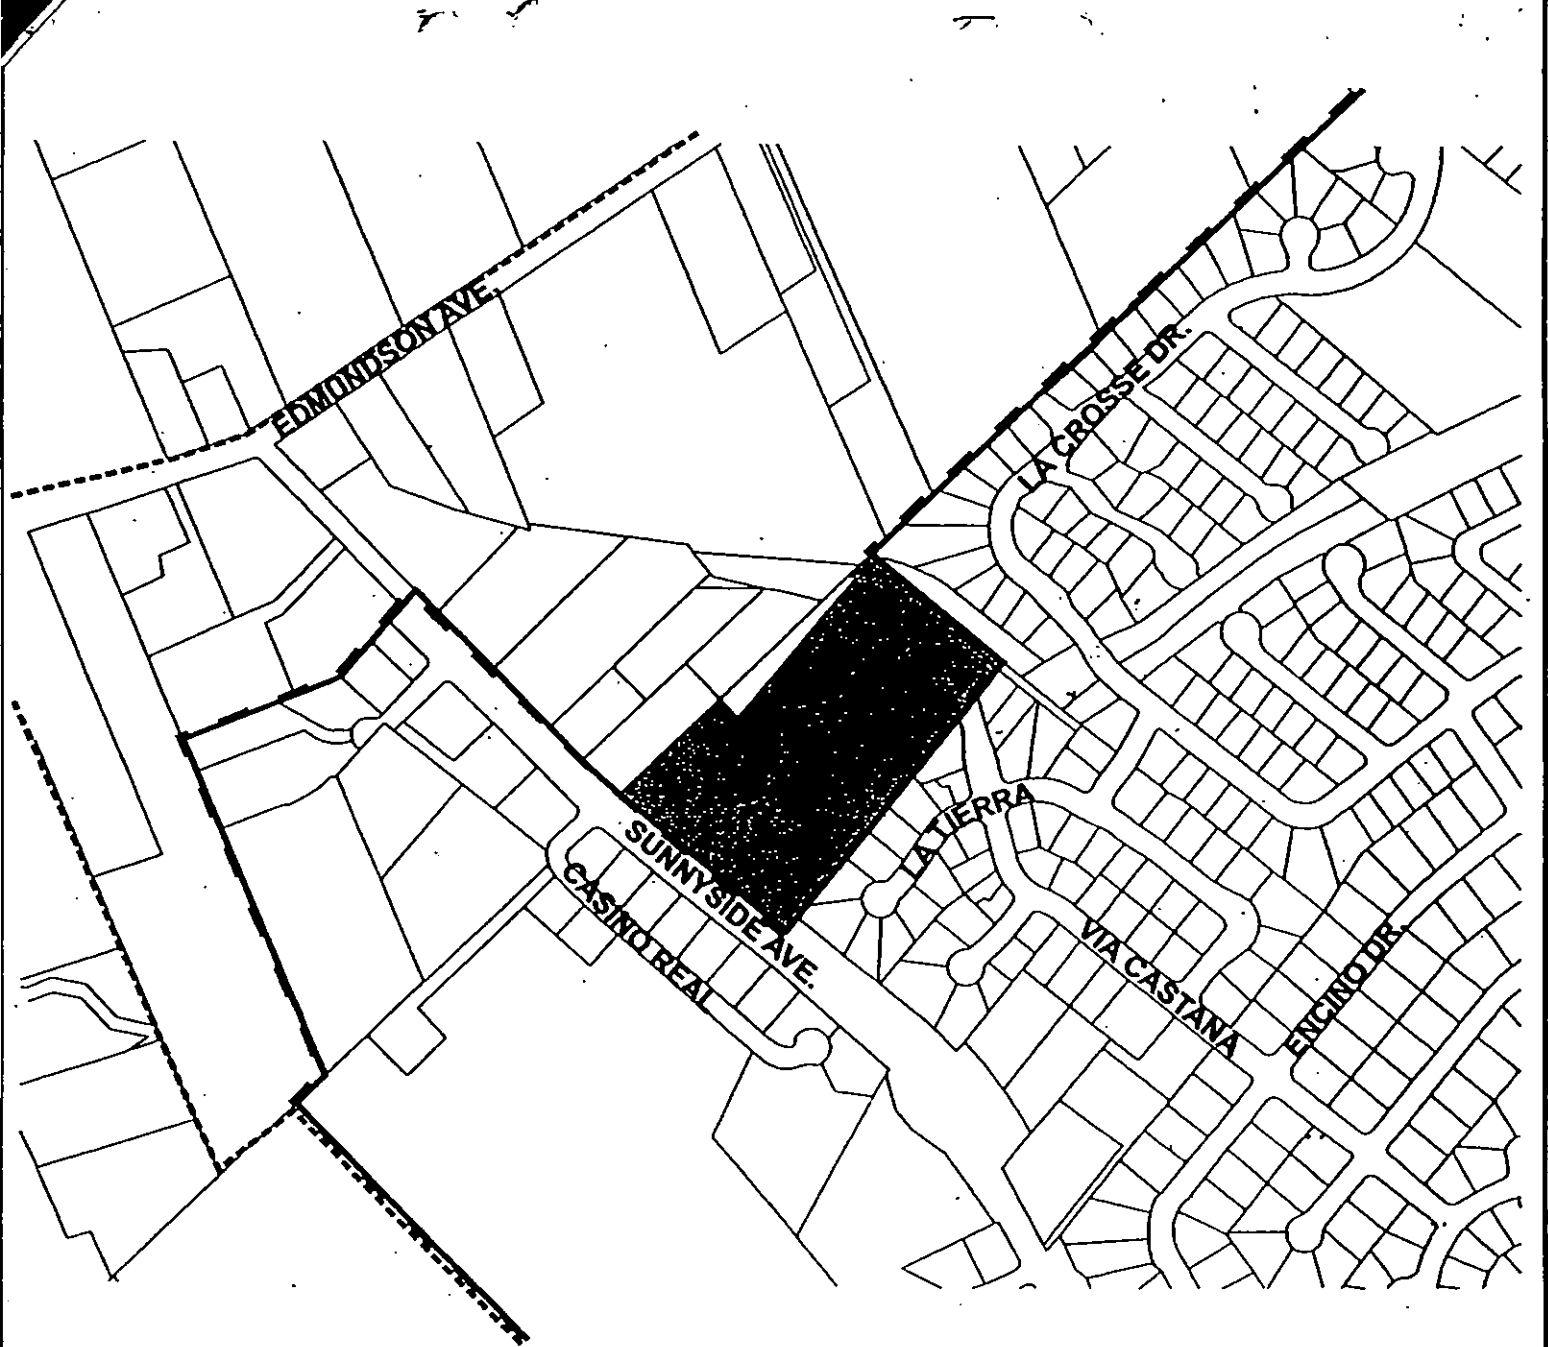 EDMONDSON AVE.
LA CROSSE DR.
LA TIERRA
SUNNYSIDE AVE.
CASINO REAL
VIA CASTANA
ENCINO DR.